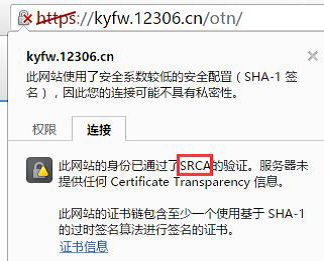 https://kyfw.12306.cn/otn/
kyfw.12306.cn
此网站使用了安全系数较低的安全配置（SHA-1 签
名），因此您的连接可能不具有私密性。
权限 连接
此网站的身份已通过了SRCA的验证。服务器未
提供任何 Certificate Transparency 信息。
此网站的证书链包含至少一个使用基于 SHA-1
的过时签名算法进行签名的证书。
证书信息